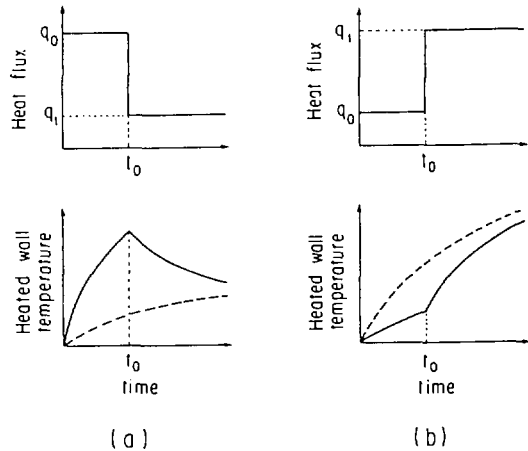 Heat flux
q₀
q₁
t₀
Heated wall
temperature
t₀
time
(a)
Heat flux
q₁
q₀
t₀
Heated wall
temperature
t₀
time
(b)